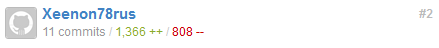 Xeenon78rus #2
11 commits / 1,366 ++ / 808 --